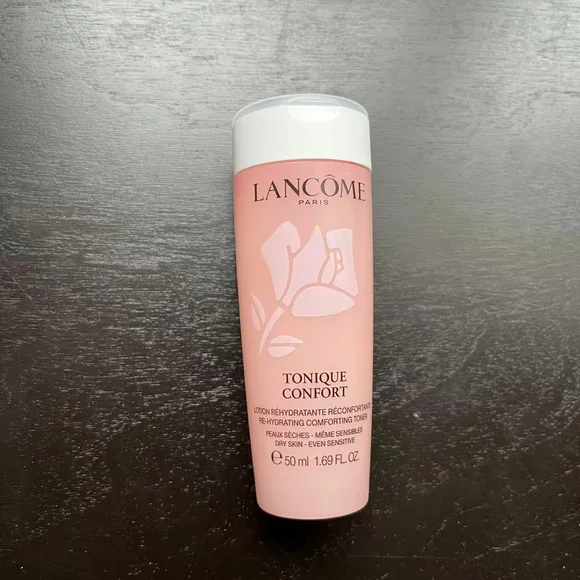 LANCÔME
PARIS
TONIQUE
CONFORT
LOTION RÉHYDRATANTE RÉCONFORTANTE
RE-HYDRATING COMFORTING TONER
PEAUX SÈCHES - MÊME SENSIBLES
DRY SKIN - EVEN SENSITIVE
℮ 50 ml 1.69 FL.OZ.